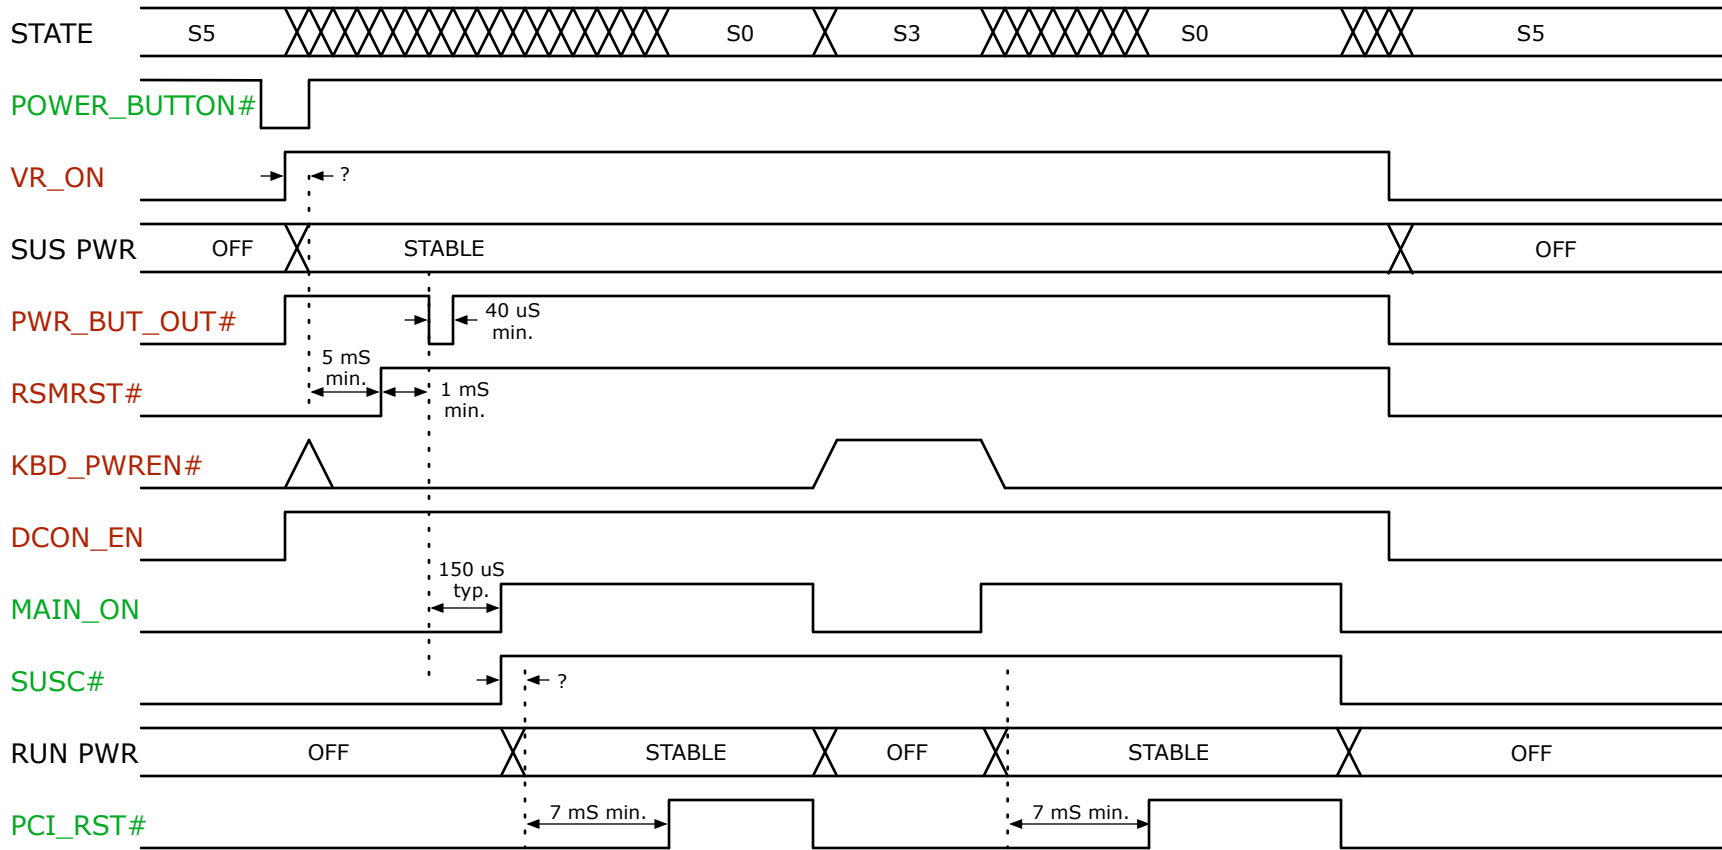 STATE S5 S0 S3 S0 S5
POWER_BUTTON#
VR_ON ?
SUS PWR OFF STABLE OFF
PWR_BUT_OUT# 40 uS
min.
5 mS
min.
RSMRST# 1 mS
min.
KBD_PWREN#
DCON_EN
150 uS
typ.
MAIN_ON
SUSC# ?
RUN PWR OFF STABLE OFF STABLE OFF
PCI_RST# 7 mS min. 7 mS min.